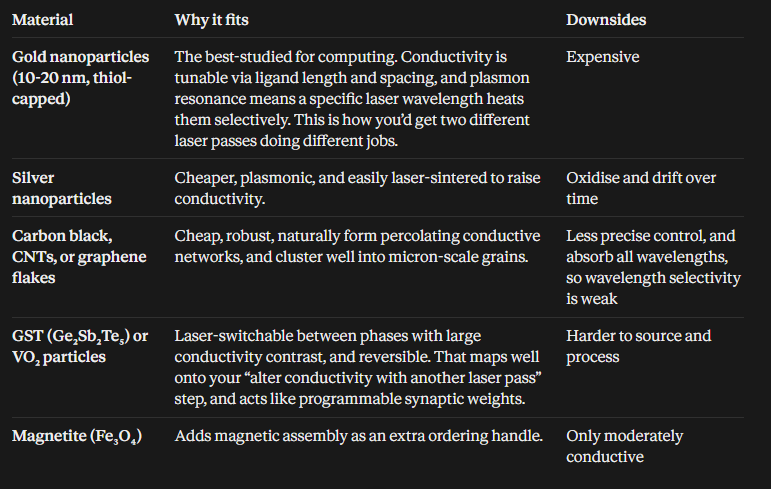 Material Why it fits Downsides
Gold nanoparticles The best-studied for computing. Conductivity is Expensive
(10-20 nm, thiol- tunable via ligand length and spacing, and plasmon
capped) resonance means a specific laser wavelength heats
them selectively. This is how you’d get two different
laser passes doing different jobs.
Silver Cheaper, plasmonic, and easily laser-sintered to raise Oxidise and drift over
nanoparticles conductivity. time
Carbon black, Cheap, robust, naturally form percolating conductive Less precise control, and
CNTs, or graphene networks, and cluster well into micron-scale grains. absorb all wavelengths,
flakes so wavelength selectivity
is weak
GST (Ge₂Sb₂Te₅) or Laser-switchable between phases with large Harder to source and
VO₂ particles conductivity contrast, and reversible. That maps well process
onto your “alter conductivity with another laser pass”
step, and acts like programmable synaptic weights.
Magnetite (Fe₃O₄) Adds magnetic assembly as an extra ordering handle. Only moderately
conductive